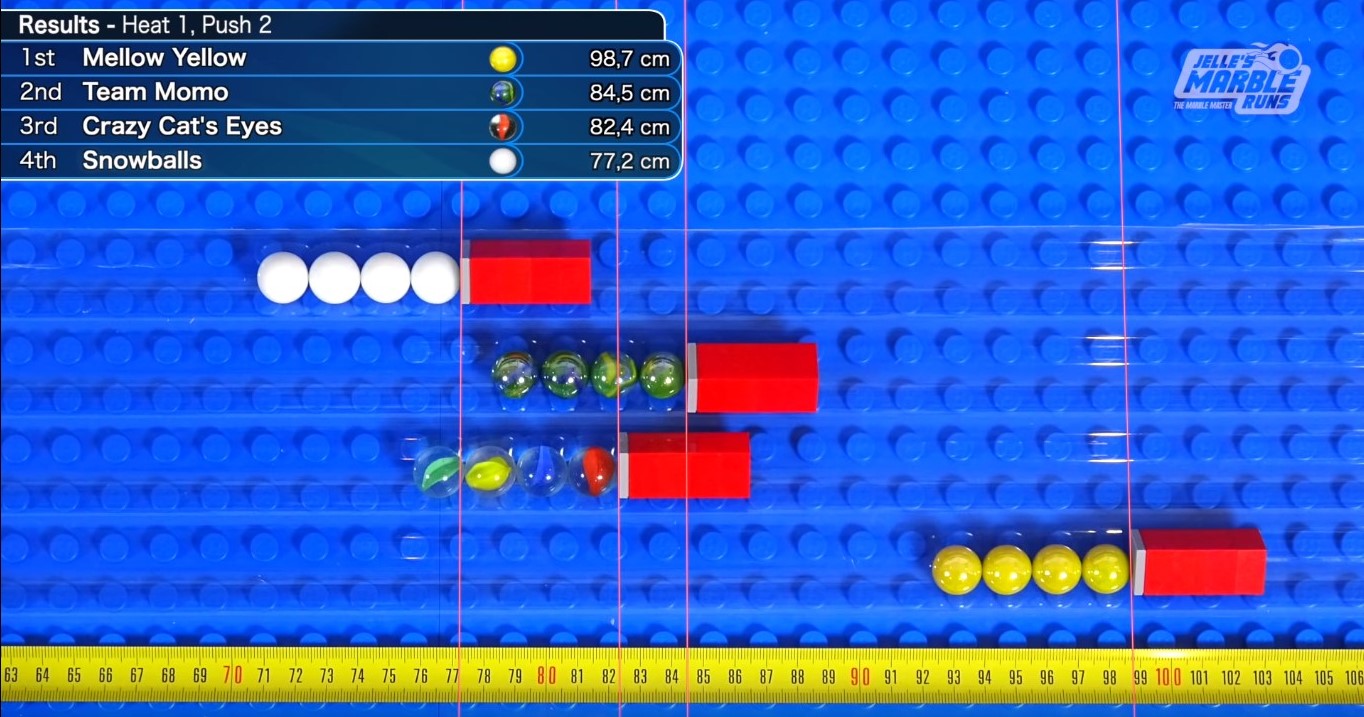 Results - Heat 1, Push 2
1st Mellow Yellow 98,7 cm
2nd Team Momo 84,5 cm
3rd Crazy Cat's Eyes 82,4 cm
4th Snowballs 77,2 cm
JELLE'S
MARBLE
THE MARBLE MASTER RUNS
63 64 65 66 67 68 69 70 71 72 73 74 75 76 77 78 79 80 81 82 83 84 85 86 87 88 89 90 91 92 93 94 95 96 97 98 99 100 101 102 103 104 105 106